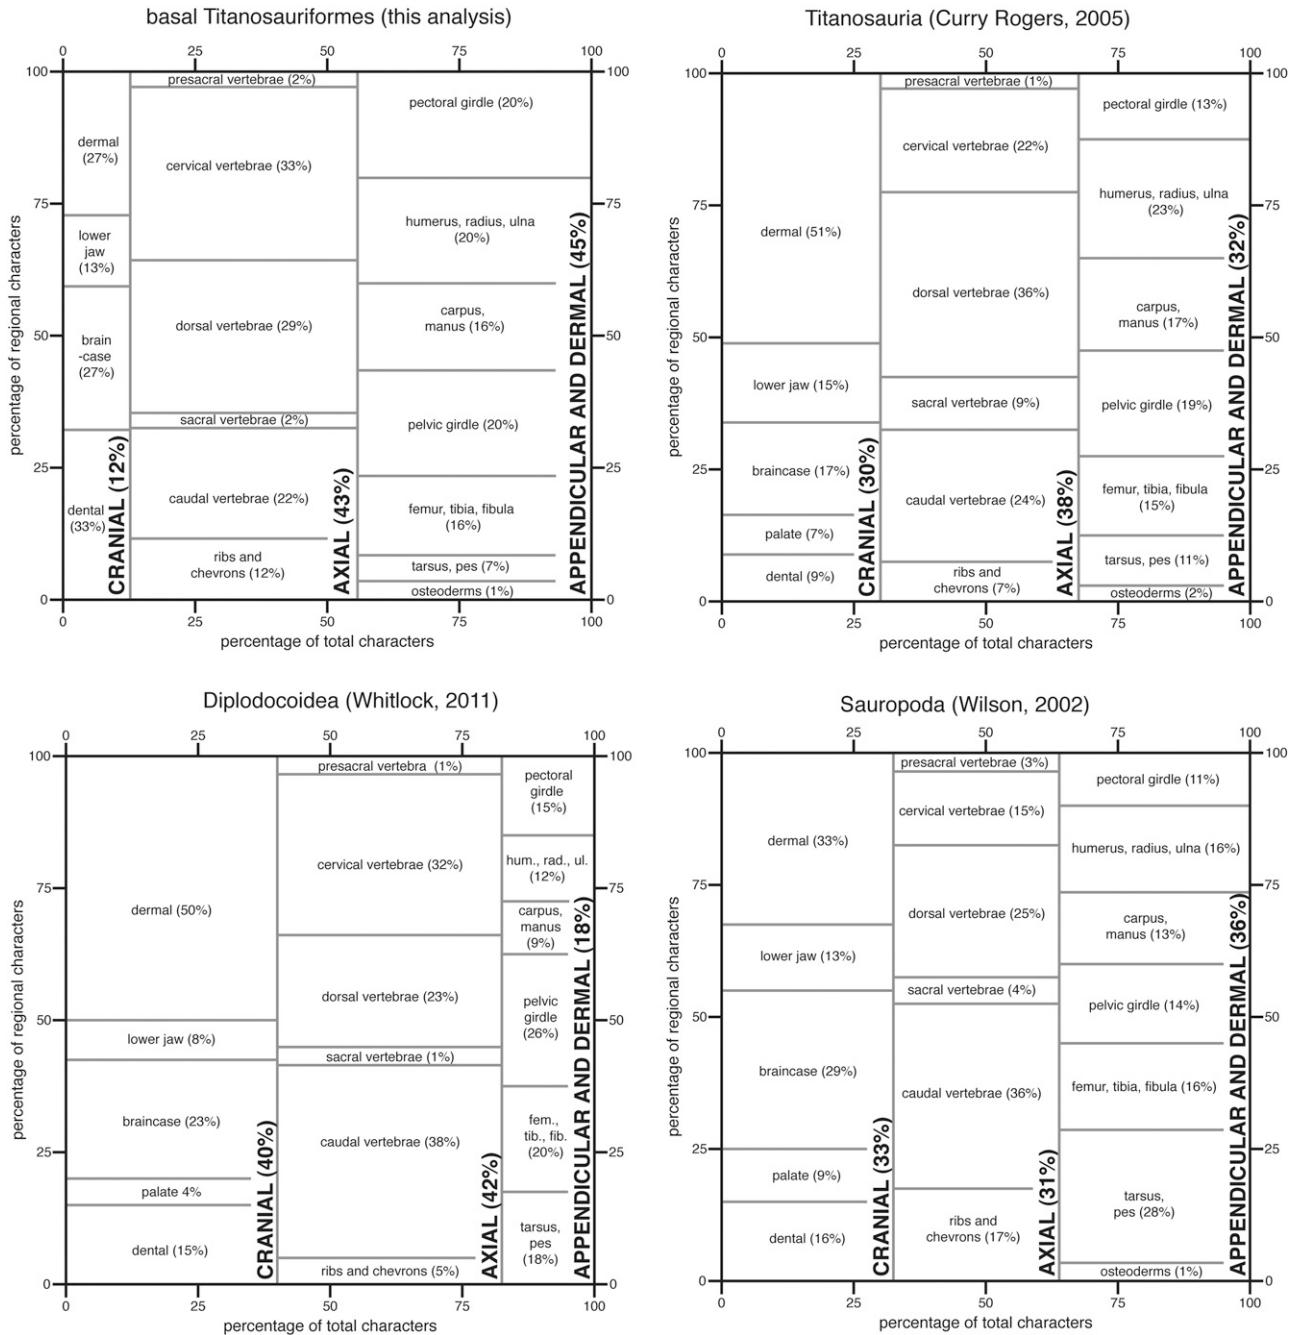 basal Titanosauriformes (this analysis)
0 25 50 75 100
100 75 50 25 0
percentage of regional characters
dermal
(27%)
lower
jaw
(13%)
brain
-case
(27%)
dental
(33%)
CRANIAL (12%)
presacral vertebrae (2%)
cervical vertebrae (33%)
dorsal vertebrae (29%)
sacral vertebrae (2%)
caudal vertebrae (22%)
ribs and
chevrons (12%)
AXIAL (43%)
pectoral girdle (20%)
humerus, radius, ulna
(20%)
carpus,
manus (16%)
pelvic girdle (20%)
femur, tibia, fibula
(16%)
tarsus, pes (7%)
osteoderms (1%)
APPENDICULAR AND DERMAL (45%)
100 75 50 25 0
0 25 50 75 100
percentage of total characters
Titanosauria (Curry Rogers, 2005)
0 25 50 75 100
100 75 50 25 0
percentage of regional characters
dermal (51%)
lower jaw (15%)
braincase (17%)
palate (7%)
dental (9%)
CRANIAL (30%)
presacral vertebrae (1%)
cervical vertebrae (22%)
dorsal vertebrae (36%)
sacral vertebrae (9%)
caudal vertebrae (24%)
ribs and
chevrons (7%)
AXIAL (38%)
pectoral girdle (13%)
humerus, radius, ulna
(23%)
carpus,
manus (17%)
pelvic girdle (19%)
femur, tibia, fibula
(15%)
tarsus, pes (11%)
osteoderms (2%)
APPENDICULAR AND DERMAL (32%)
100 75 50 25 0
0 25 50 75 100
percentage of total characters
Diplodocoidea (Whitlock, 2011)
0 25 50 75 100
100 75 50 25 0
percentage of regional characters
dermal (50%)
lower jaw (8%)
braincase (23%)
palate 4%
dental (15%)
CRANIAL (40%)
presacral vertebra (1%)
cervical vertebrae (32%)
dorsal vertebrae (23%)
sacral vertebrae (1%)
caudal vertebrae (38%)
ribs and chevrons (5%)
AXIAL (42%)
pectoral
girdle
(15%)
hum., rad., ul.
(12%)
carpus,
manus
(9%)
pelvic
girdle
(26%)
fem.,
tib., fib.
(20%)
tarsus,
pes
(18%)
APPENDICULAR AND DERMAL (18%)
100 75 50 25 0
0 25 50 75 100
percentage of total characters
Sauropoda (Wilson, 2002)
0 25 50 75 100
100 75 50 25 0
percentage of regional characters
dermal (33%)
lower jaw (13%)
braincase (29%)
palate (9%)
dental (16%)
CRANIAL (33%)
presacral vertebrae (3%)
cervical vertebrae (15%)
dorsal vertebrae (25%)
sacral vertebrae (4%)
caudal vertebrae (36%)
ribs and
chevrons (17%)
AXIAL (31%)
pectoral girdle (11%)
humerus, radius, ulna (16%)
carpus,
manus (13%)
pelvic girdle (14%)
femur, tibia, fibula (16%)
tarsus,
pes (28%)
osteoderms (1%)
APPENDICULAR AND DERMAL (36%)
100 75 50 25 0
0 25 50 75 100
percentage of total characters